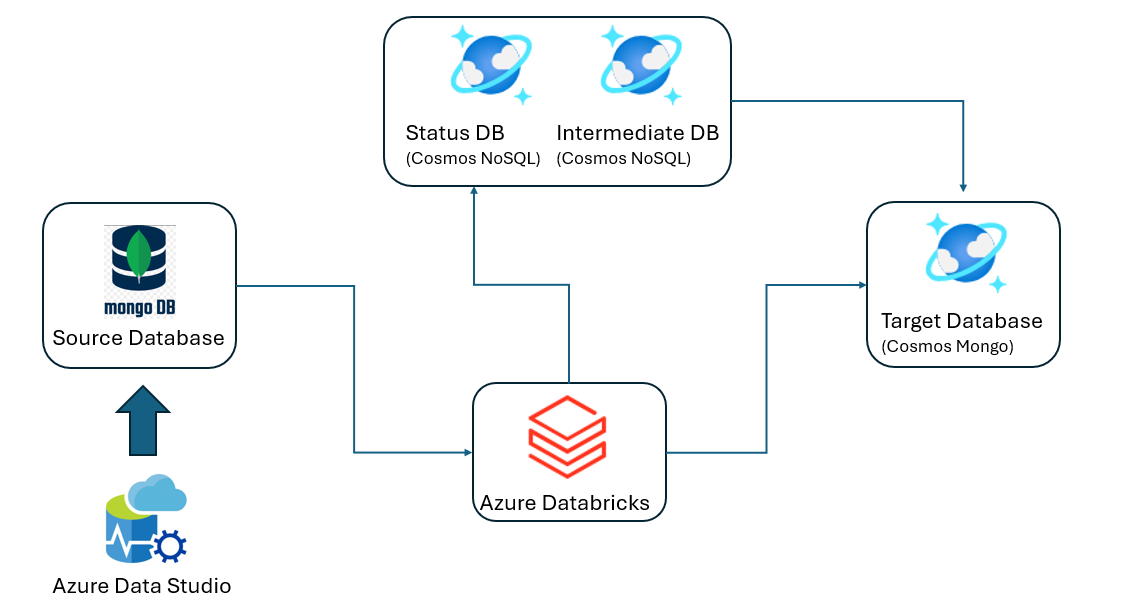 Status DB
(Cosmos NoSQL)
Intermediate DB
(Cosmos NoSQL)
mongo DB
Source Database
Target Database
(Cosmos Mongo)
Azure Databricks
Azure Data Studio